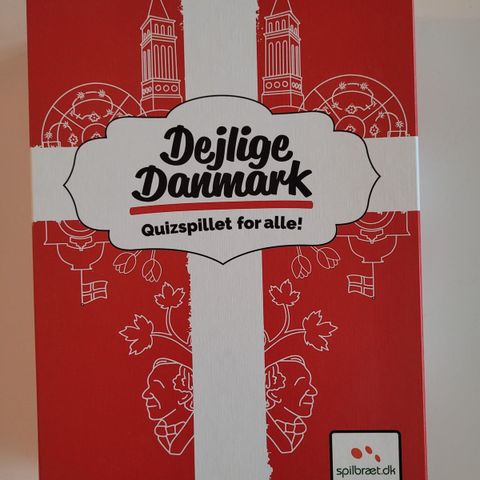 Dejlige
Danmark
Quizspillet for alle!
spilbræt.dk